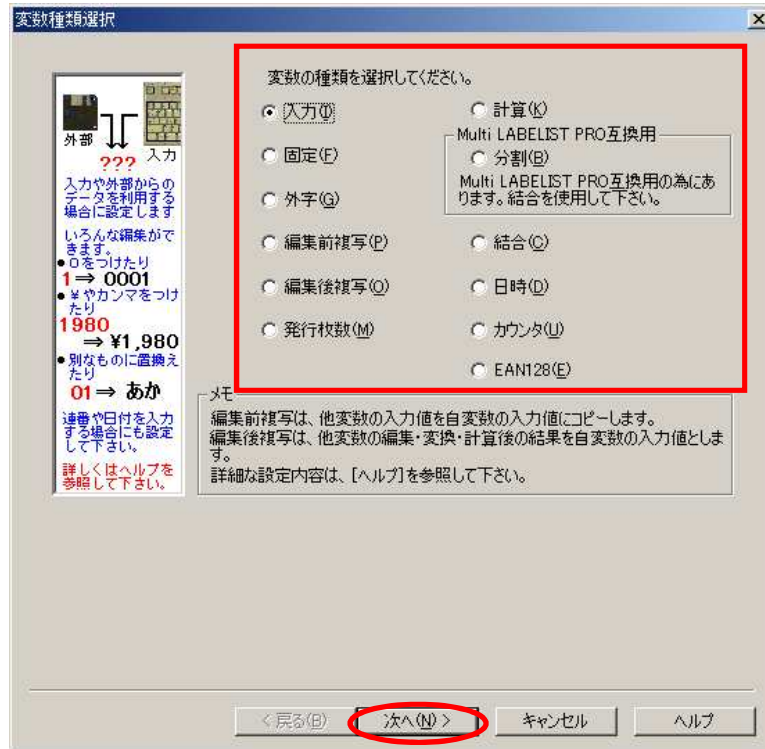 変数種類選択
外部
???
入力
入力や外部からの
データを利用する
場合に設定します
いろんな編集がで
きます。
●0をつけたり
1⇒ 0001
●¥やカンマをつけ
たり
1980
⇒ ¥1,980
●別なものに置換え
たり
01⇒ あか
連番や日付を入力
する場合にも設定
して下さい。
詳しくはヘルプを
参照して下さい。
変数の種類を選択してください。
入力(I)
固定(F)
外字(G)
編集前複写(P)
編集後複写(O)
発行枚数(M)
計算(K)
Multi LABELIST PRO互換用
分割(B)
Multi LABELIST PRO互換用の為にあ
ります。結合を使用して下さい。
結合(C)
日時(D)
カウンタ(U)
EAN128(E)
メモ
編集前複写は、他変数の入力値を自変数の入力値にコピーします。
編集後複写は、他変数の編集・変換・計算後の結果を自変数の入力値としま
す。
詳細な設定内容は、[ヘルプ]を参照して下さい。
< 戻る(B)
次へ(N) >
キャンセル
ヘルプ